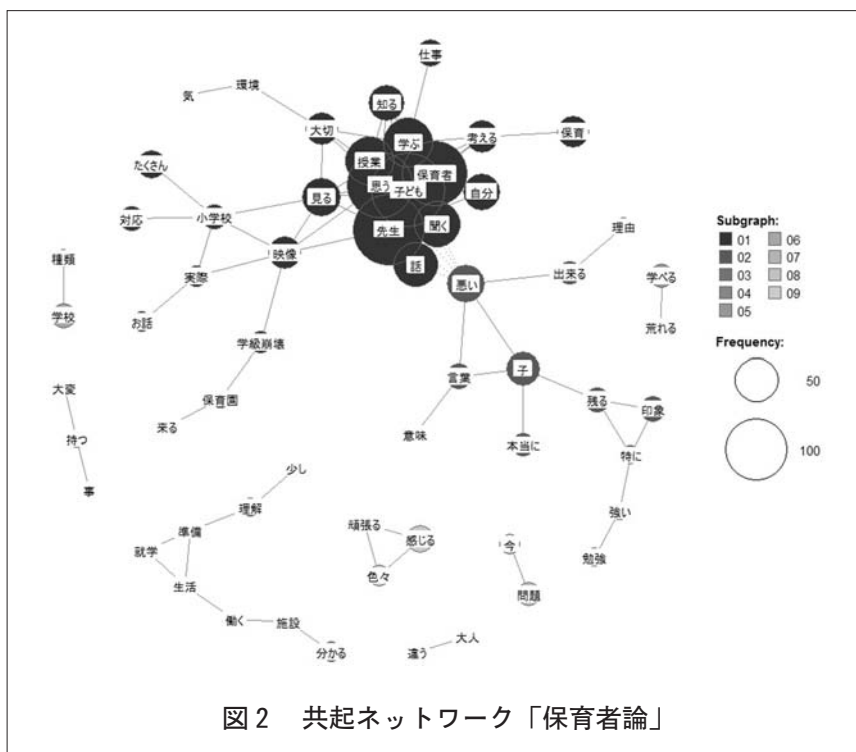 仕事
環境
気
知る
大切
学ぶ
考える
保育
授業
保育者
たくさん
思う
子ども
自分
見る
対応
小学校
先生
聞く
理由
種類
映像
話
実際
悪い
出来る
学べる
学校
お話
荒れる
学級崩壊
言葉
子
大変
保育園
残る
印象
来る
意味
本当に
持つ
特に
事
少し
理解
強い
準備
頑張る
感じる
今
就学
勉強
生活
色々
問題
働く
施設
分かる
違う
大人
Subgraph:
01 06
02 07
03 08
04 09
05
Frequency:
50
100
図2 共起ネットワーク「保育者論」